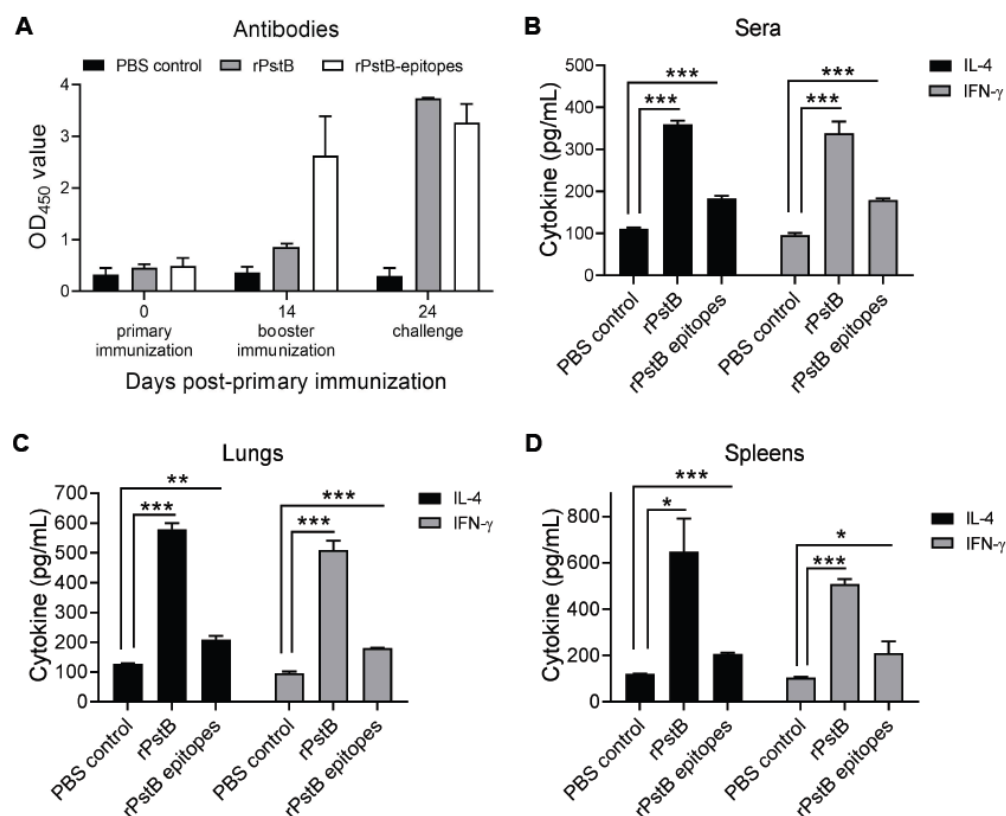 A
Antibodies
PBS control rPstB rPstB-epitopes
OD450 value
4
3
2
1
0
0 14 24
primary immunization booster immunization challenge
Days post-primary immunization
B
Sera
IL-4
IFN-γ
Cytokine (pg/mL)
500
400
300
200
100
0
***
***
***
***
PBS control
rPstB
rPstB epitopes
PBS control
rPstB
rPstB epitopes
C
Lungs
IL-4
IFN-γ
Cytokine (pg/mL)
700
600
500
400
300
200
100
0
**
***
***
***
PBS control
rPstB
rPstB epitopes
PBS control
rPstB
rPstB epitopes
D
Spleens
IL-4
IFN-γ
Cytokine (pg/mL)
800
600
400
200
0
***
*
*
***
PBS control
rPstB
rPstB epitopes
PBS control
rPstB
rPstB epitopes